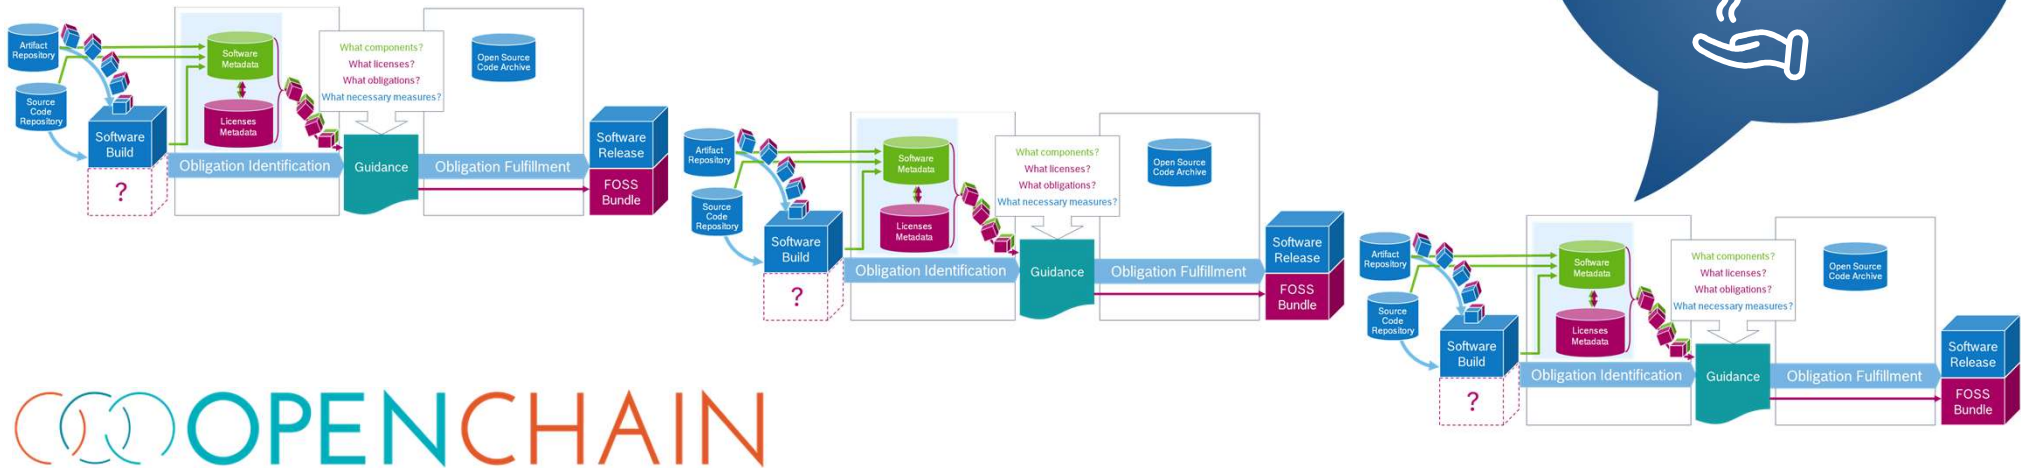 Artifact
Repository
Source
Code
Repository
Software
Build
?
Software
Metadata
Licenses
Metadata
Obligation Identification
What components?
What licenses?
What obligations?
What necessary measures?
Guidance
Open Source
Code Archive
Obligation Fulfillment
Software
Release
FOSS
Bundle
Artifact
Repository
Source
Code
Repository
Software
Build
?
Software
Metadata
Licenses
Metadata
Obligation Identification
What components?
What licenses?
What obligations?
What necessary measures?
Guidance
Open Source
Code Archive
Obligation Fulfillment
Software
Release
FOSS
Bundle
Artifact
Repository
Source
Code
Repository
Software
Build
?
Software
Metadata
Licenses
Metadata
Obligation Identification
What components?
What licenses?
What obligations?
What necessary measures?
Guidance
Open Source
Code Archive
Obligation Fulfillment
Software
Release
FOSS
Bundle
OPENCHAIN